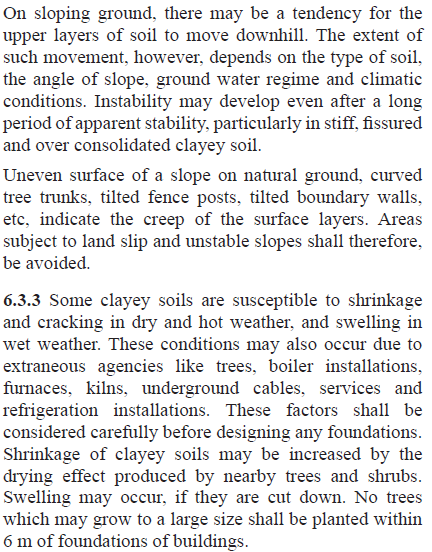 On sloping ground, there may be a tendency for the
upper layers of soil to move downhill. The extent of
such movement, however, depends on the type of soil,
the angle of slope, ground water regime and climatic
conditions. Instability may develop even after a long
period of apparent stability, particularly in stiff, fissured
and over consolidated clayey soil.
Uneven surface of a slope on natural ground, curved
tree trunks, tilted fence posts, tilted boundary walls,
etc, indicate the creep of the surface layers. Areas
subject to land slip and unstable slopes shall therefore,
be avoided.
6.3.3 Some clayey soils are susceptible to shrinkage
and cracking in dry and hot weather, and swelling in
wet weather. These conditions may also occur due to
extraneous agencies like trees, boiler installations,
furnaces, kilns, underground cables, services and
refrigeration installations. These factors shall be
considered carefully before designing any foundations.
Shrinkage of clayey soils may be increased by the
drying effect produced by nearby trees and shrubs.
Swelling may occur, if they are cut down. No trees
which may grow to a large size shall be planted within
6 m of foundations of buildings.